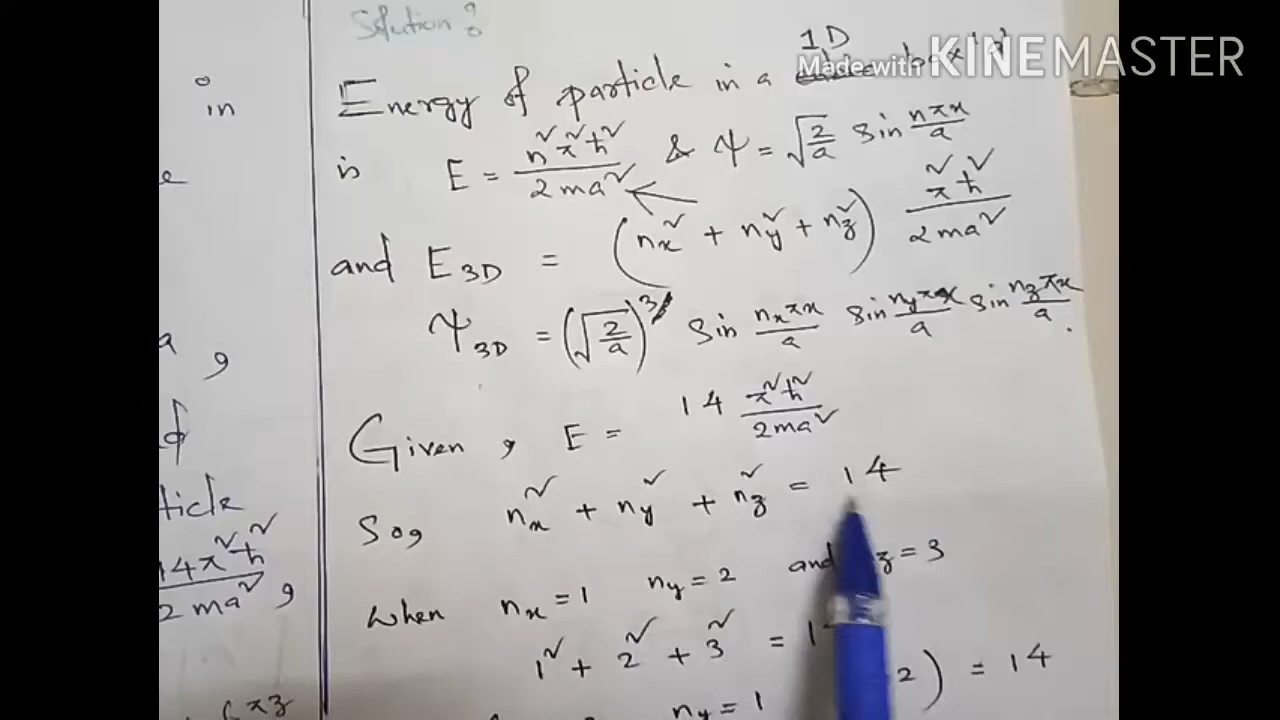 Solution :
1D
Made with KINEMASTER
in
Energy of particle in a box 'a'
is E = n²π²ħ² / 2ma² & Ψ = √(2/a) Sin nπx/a
and E3D = (nx² + ny² + nz²) π²ħ² / 2ma²
Ψ3D = (√(2/a))³ Sin nxπx/a Sin nyπx/a Sin nzπx/a .
a ,
Given , E = 14 π²ħ² / 2ma²
So, nx² + ny² + nz² = 14
ticle
14π²ħ² / 2ma² ,
when nx = 1 ny = 2 and z = 3
1² + 2² + 3² = 1
ny = 1 2) = 14
πz